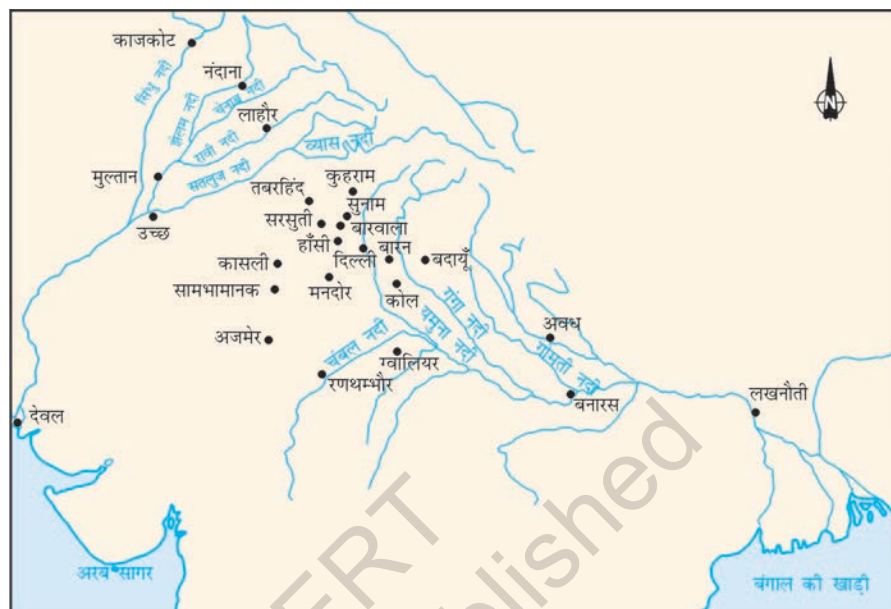 काजकोट
सिंधु नदी
नंदाना
झेलम नदी
चेनाब नदी
लाहौर
रावी नदी
व्यास नदी
सतलुज नदी
मुल्तान
उच्छ
तबरहिंद
कुहराम
सुनाम
सरसुती
बारवाला
हाँसी
दिल्ली
बारन
बदायूँ
कासली
सामभामानक
मनदोर
कोल
गंगा नदी
यमुना नदी
अवध
गोमती नदी
अजमेर
चंबल नदी
ग्वालियर
रणथम्भौर
बनारस
लखनौती
देवल
अरब सागर
बंगाल की खाड़ी
N
ERT
published